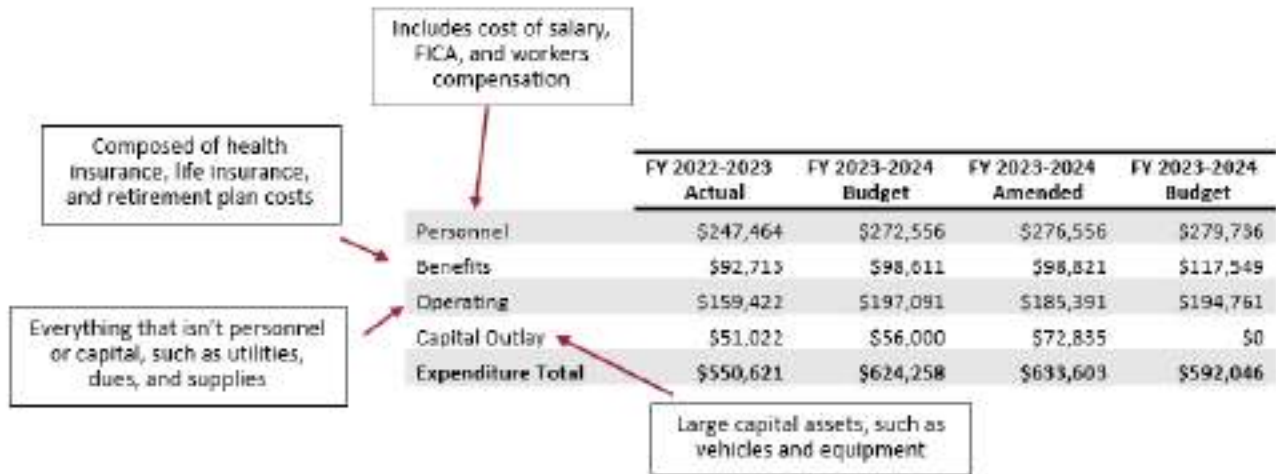 Includes cost of salary,
FICA, and workers
compensation
Composed of health
insurance, life insurance,
and retirement plan costs
FY 2022-2023 FY 2023-2024 FY 2023-2024 FY 2023-2024
Actual Budget Amended Budget
Personnel $247,464 $272,556 $276,556 $279,736
Benefits $92,713 $98,611 $98,821 $117,549
Operating $159,422 $197,091 $185,391 $194,761
Everything that isn't personnel
or capital, such as utilities,
dues, and supplies
Capital Outlay $51,022 $56,000 $72,835 $0
Expenditure Total $550,621 $624,258 $633,603 $592,046
Large capital assets, such as
vehicles and equipment